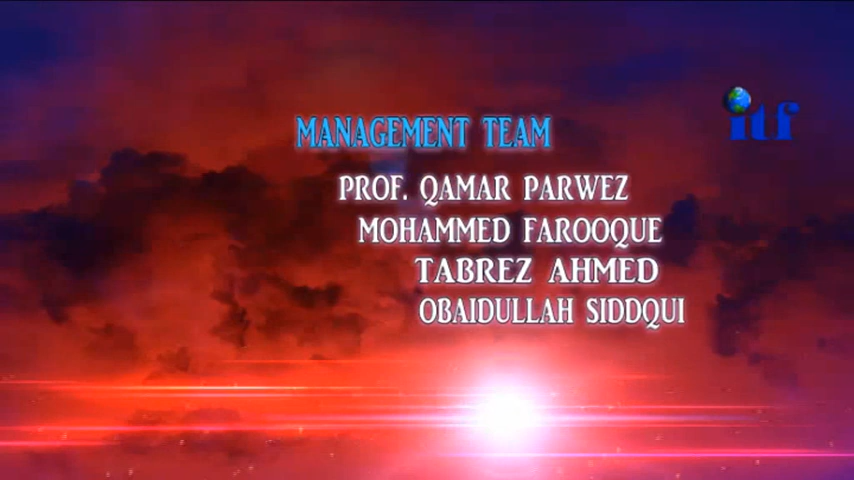 itf
MANAGEMENT TEAM
PROF. QAMAR PARWEZ
MOHAMMED FAROOQUE
TABREZ AHMED
OBAIDULLAH SIDDQUI